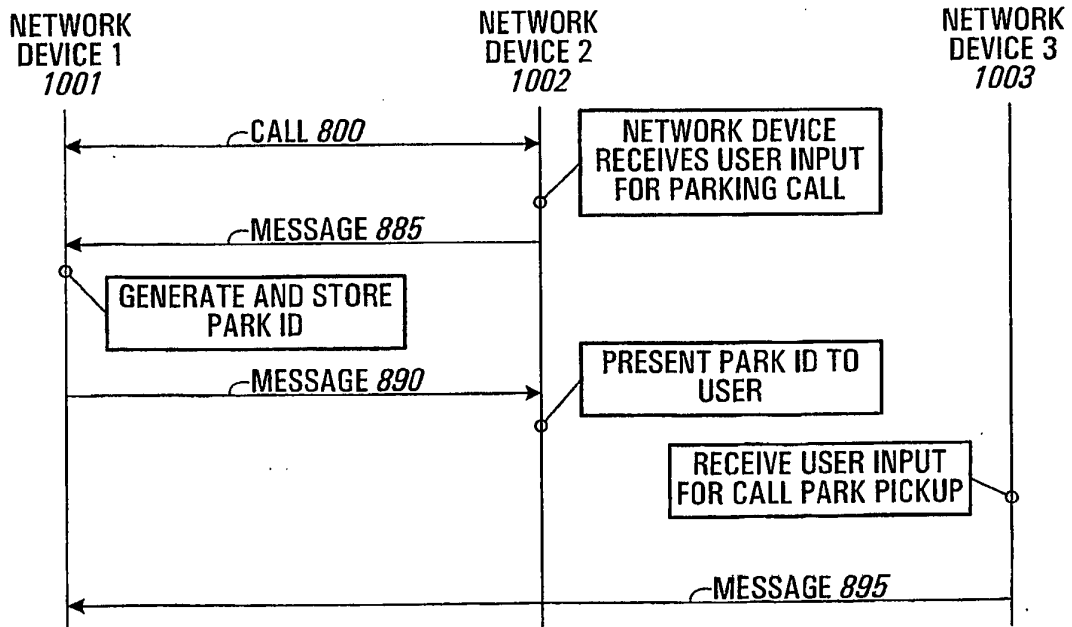 NETWORK
DEVICE 1
1001
NETWORK
DEVICE 2
1002
NETWORK
DEVICE 3
1003
CALL 800
NETWORK DEVICE
RECEIVES USER INPUT
FOR PARKING CALL
MESSAGE 885
GENERATE AND STORE
PARK ID
MESSAGE 890
PRESENT PARK ID TO
USER
RECEIVE USER INPUT
FOR CALL PARK PICKUP
MESSAGE 895